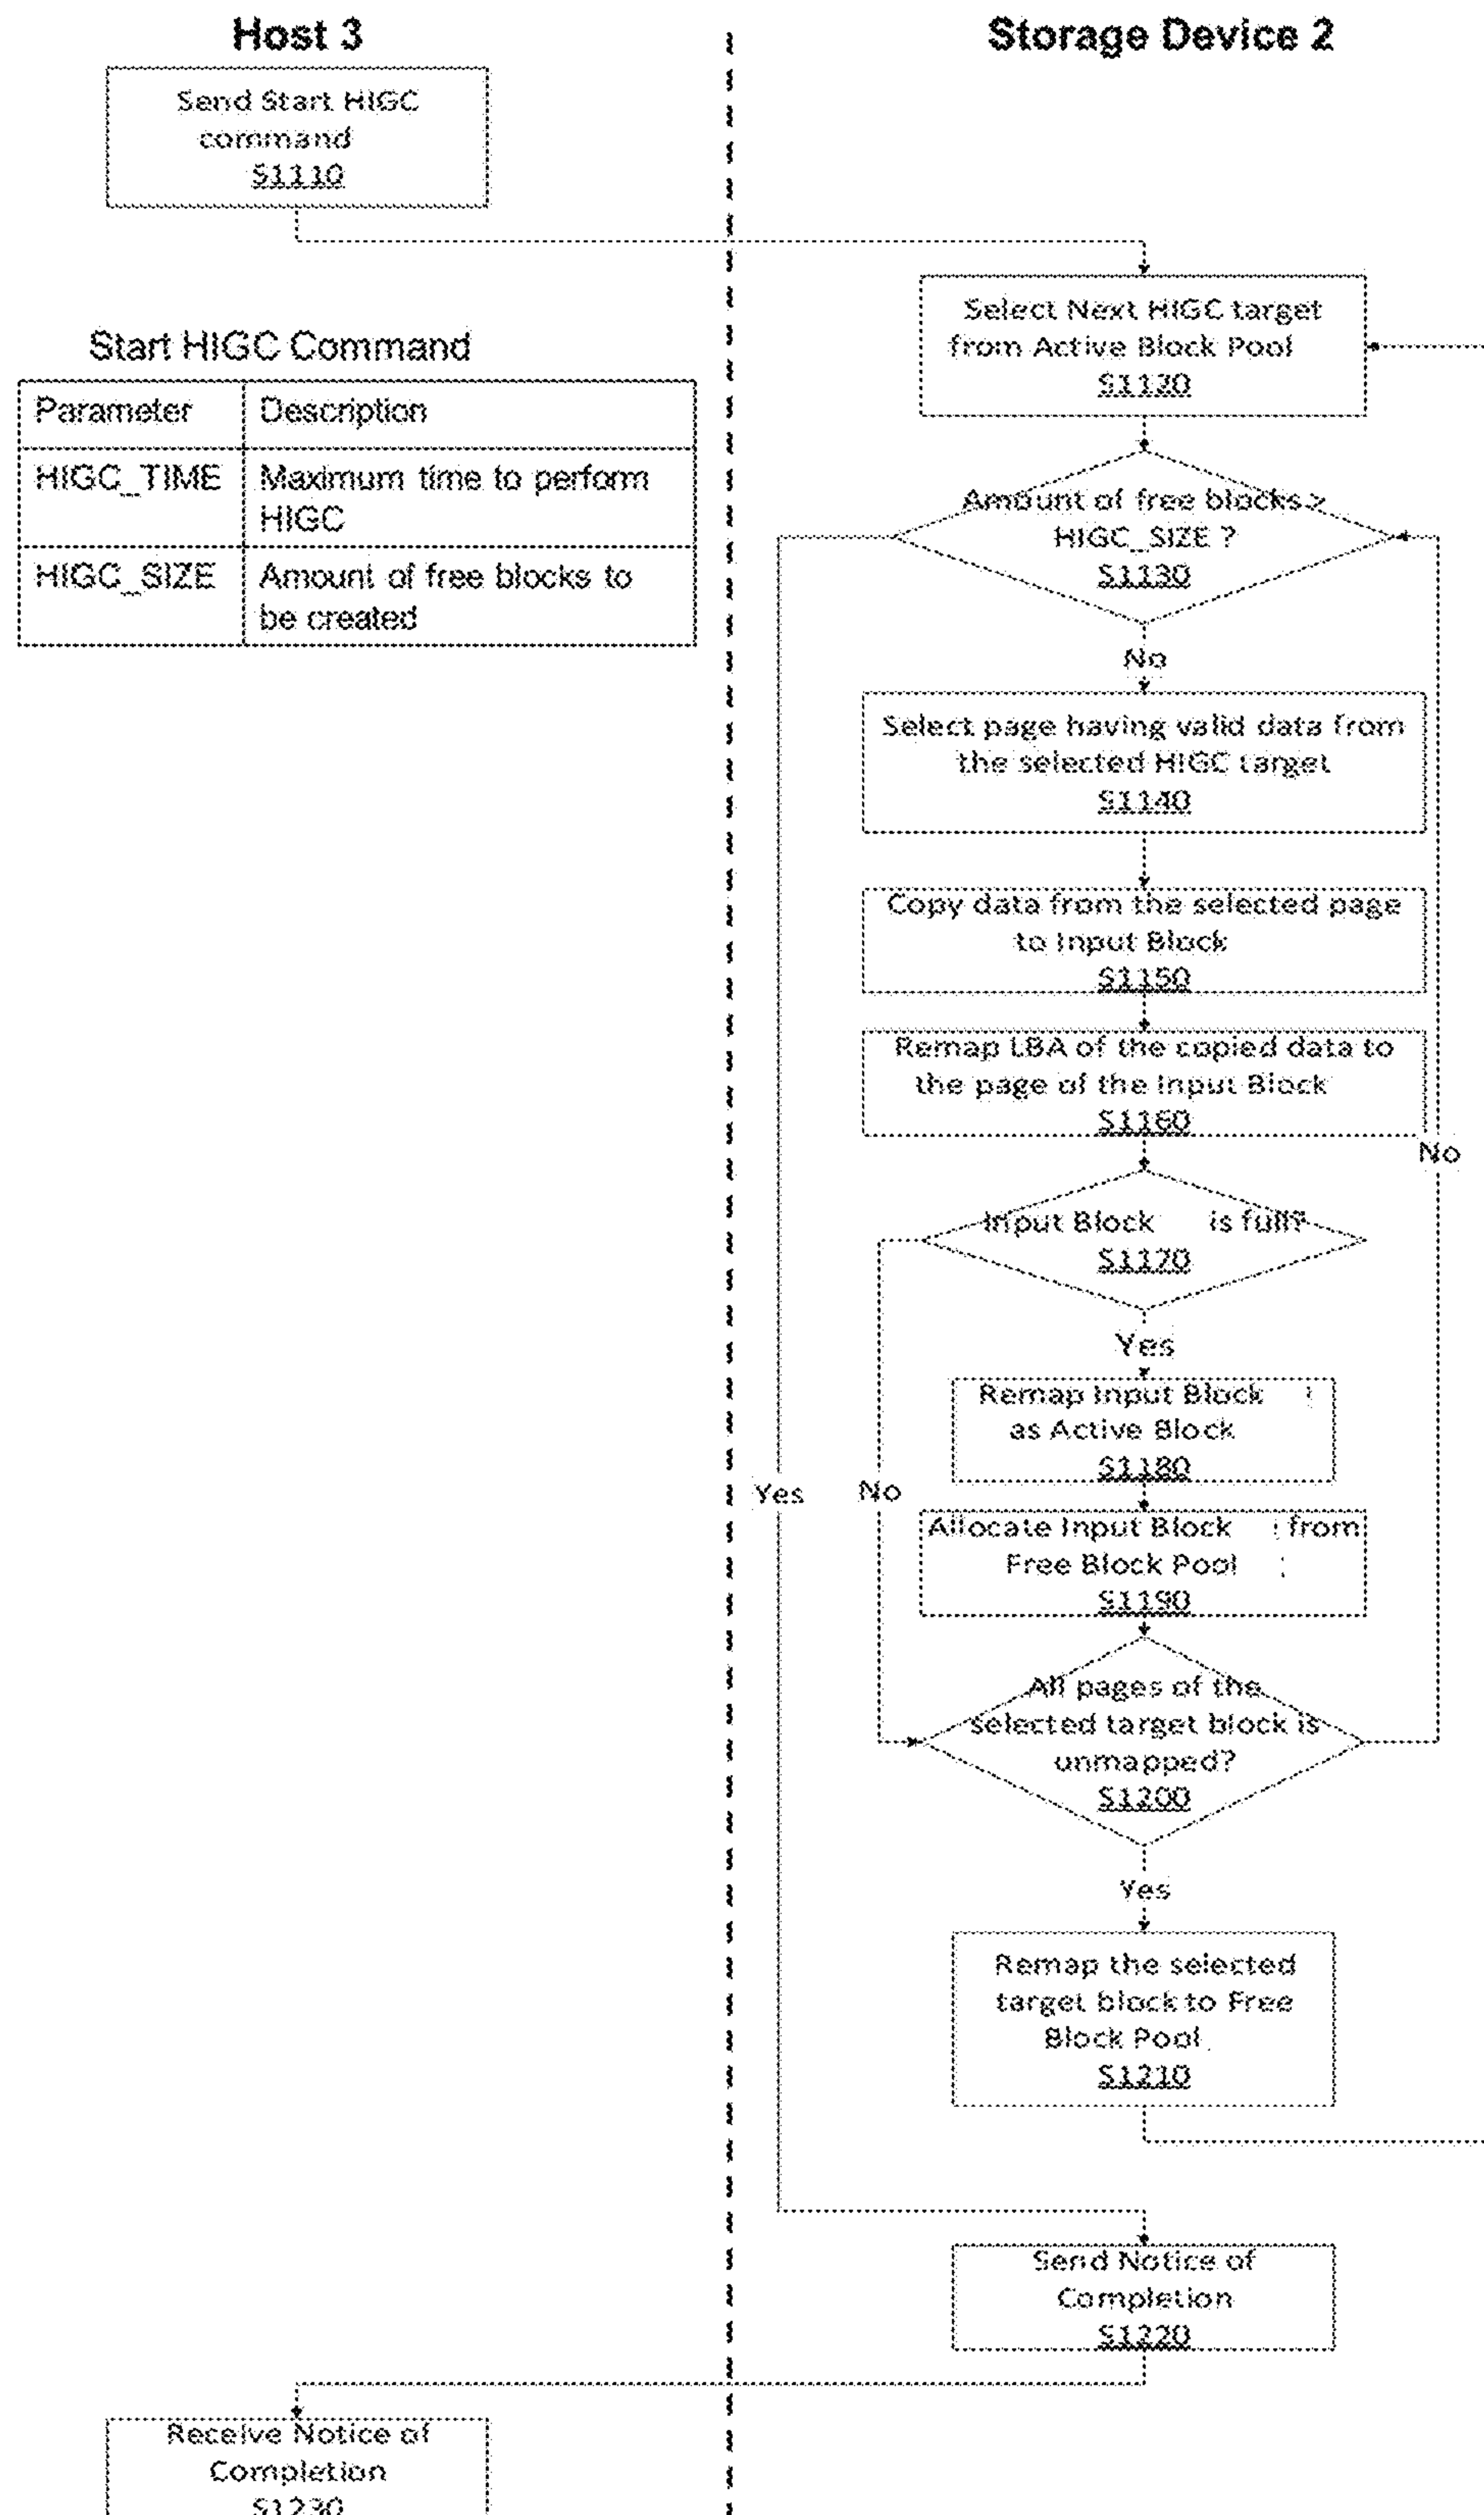 Host 3
Storage Device 2
Send Start HIGC
command
S1110
Start HIGC Command
Parameter Description
HIGC_TIME Maximum time to perform
HIGC
HIGC_SIZE Amount of free blocks to
be created
Select Next HIGC target
from Active Block Pool
S1120
Amount of free blocks >
HIGC_SIZE ?
S1130
No
Select page having valid data from
the selected HIGC target
S1140
Copy data from the selected page
to Input Block
S1150
Remap LBA of the copied data to
the page of the Input Block
S1160
No
Input Block is full?
S1170
Yes
Remap Input Block
as Active Block
S1180
Yes
No
Allocate Input Block from
Free Block Pool
S1190
All pages of the
selected target block is
unmapped?
S1200
Yes
Remap the selected
target block to Free
Block Pool
S1210
Send Notice of
Completion
S1220
Receive Notice of
Completion
S1230